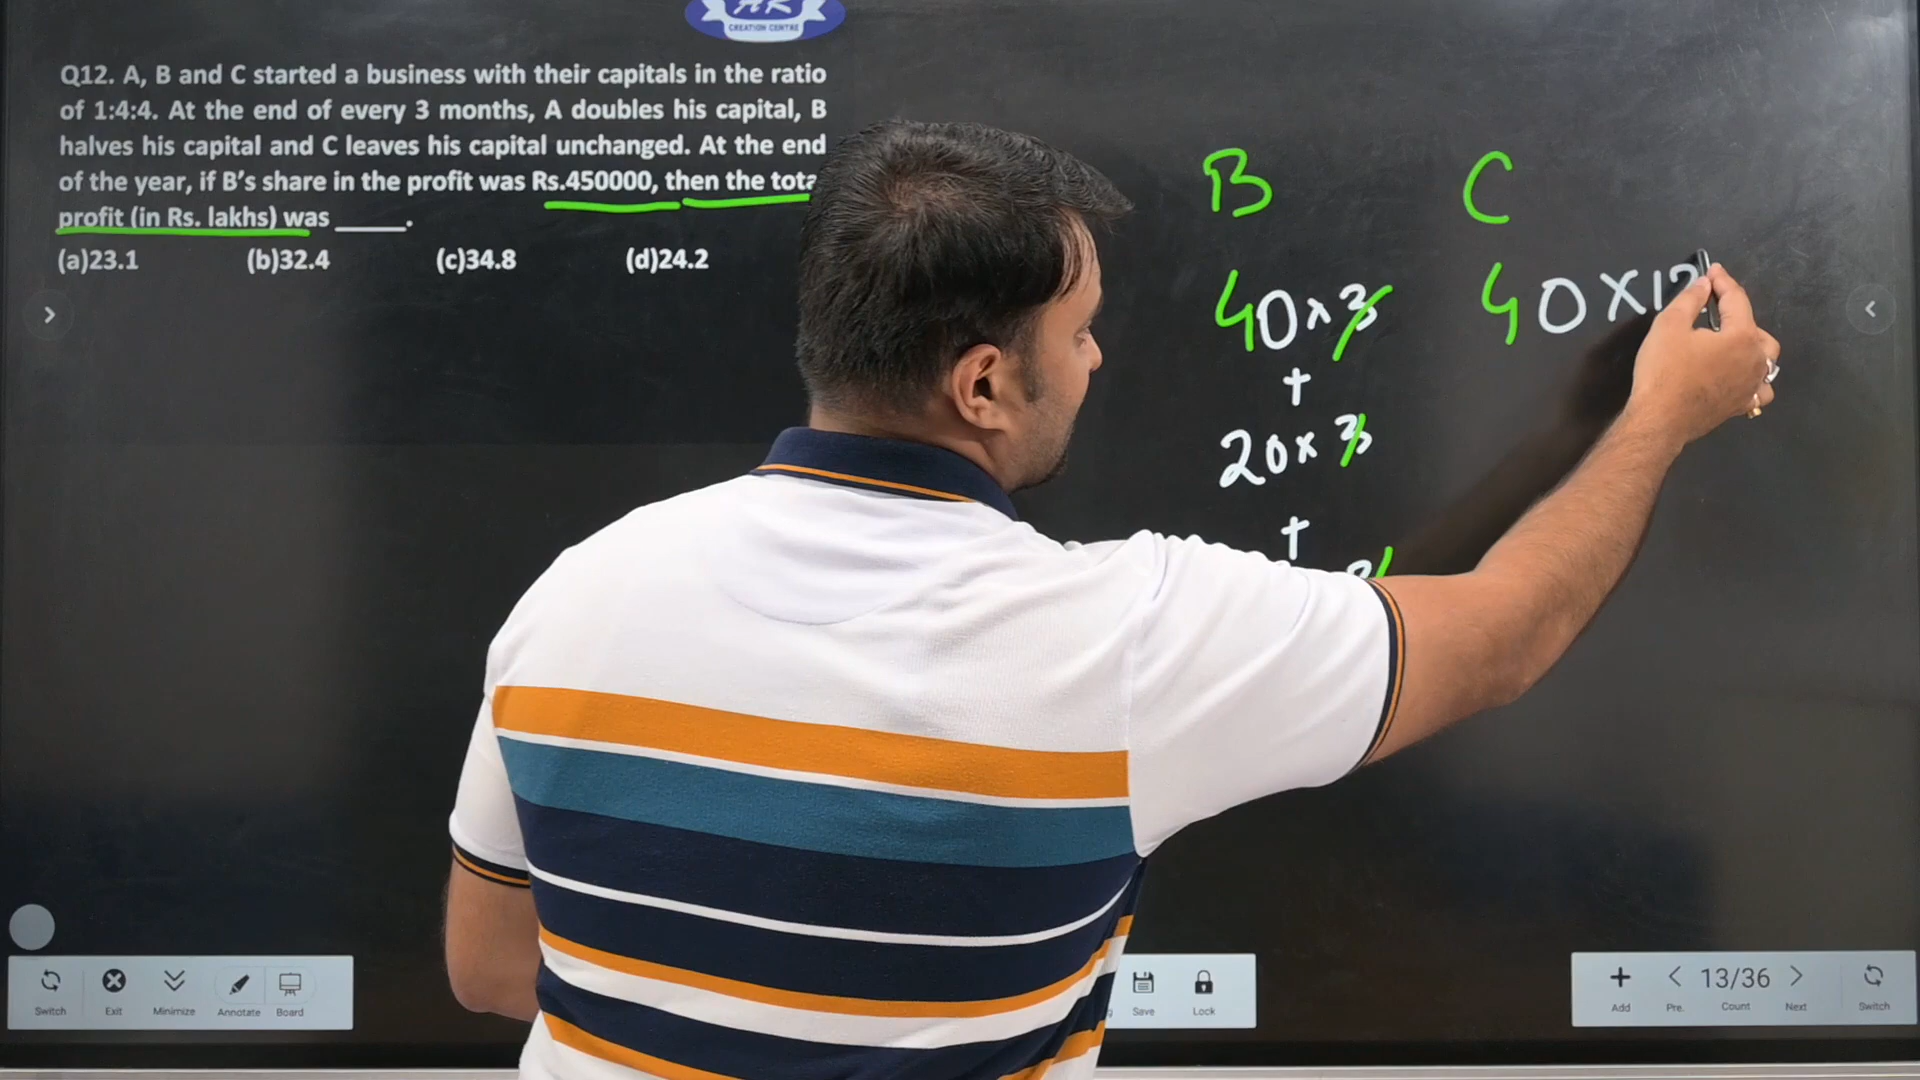 AK
CREATION CENTRE
Q12. A, B and C started a business with their capitals in the ratio
of 1:4:4. At the end of every 3 months, A doubles his capital, B
halves his capital and C leaves his capital unchanged. At the end
of the year, if B’s share in the profit was Rs.450000, then the tota
profit (in Rs. lakhs) was _____.
(a)23.1 (b)32.4 (c)34.8 (d)24.2
B C
40×3 40×12
+
20×3
+
Switch Exit Minimize Annotate Board Save Lock Add Pre. 13/36 Count Next Switch